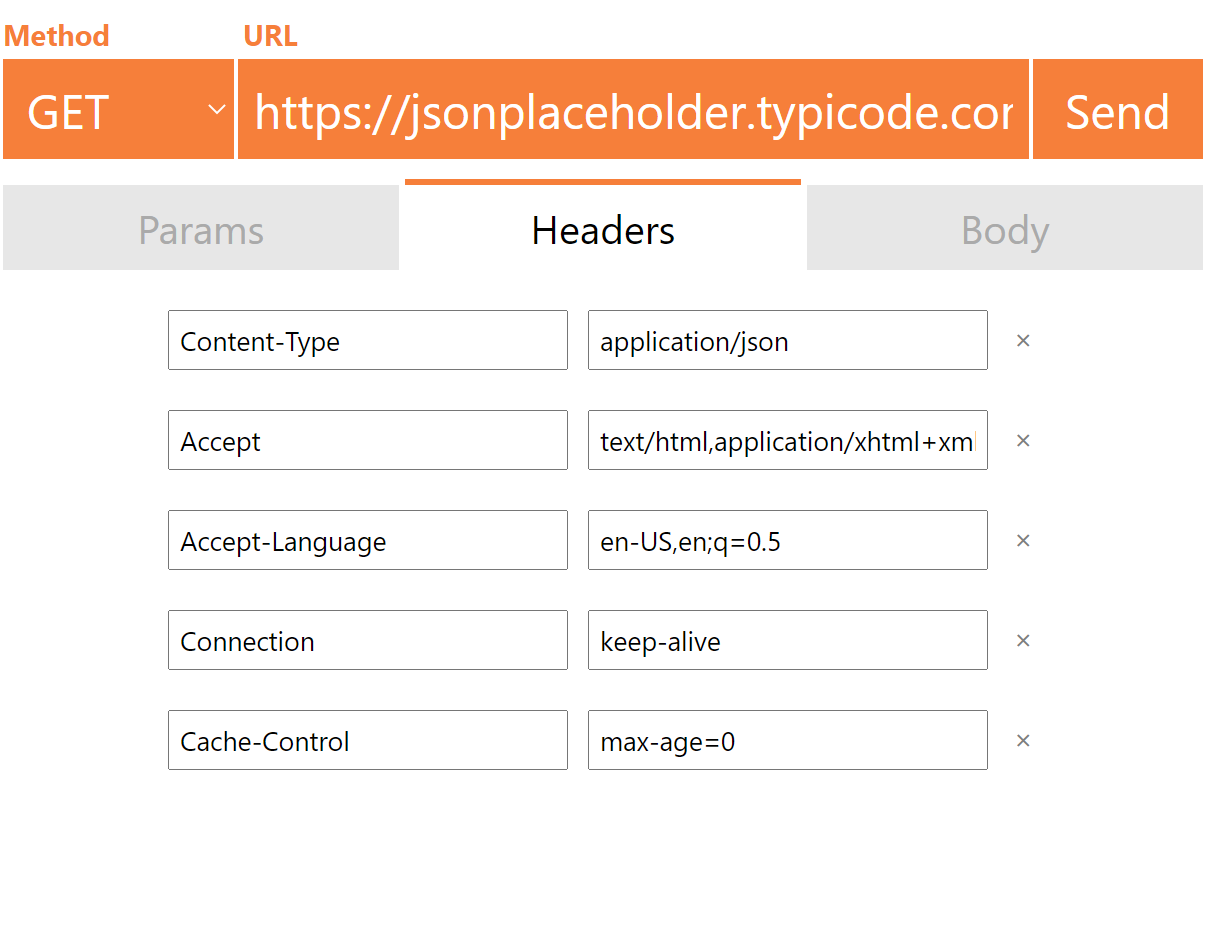 Method URL
GET https://jsonplaceholder.typicode.com Send
Params Headers Body
Content-Type application/json ×
Accept text/html,application/xhtml+xml ×
Accept-Language en-US,en;q=0.5 ×
Connection keep-alive ×
Cache-Control max-age=0 ×